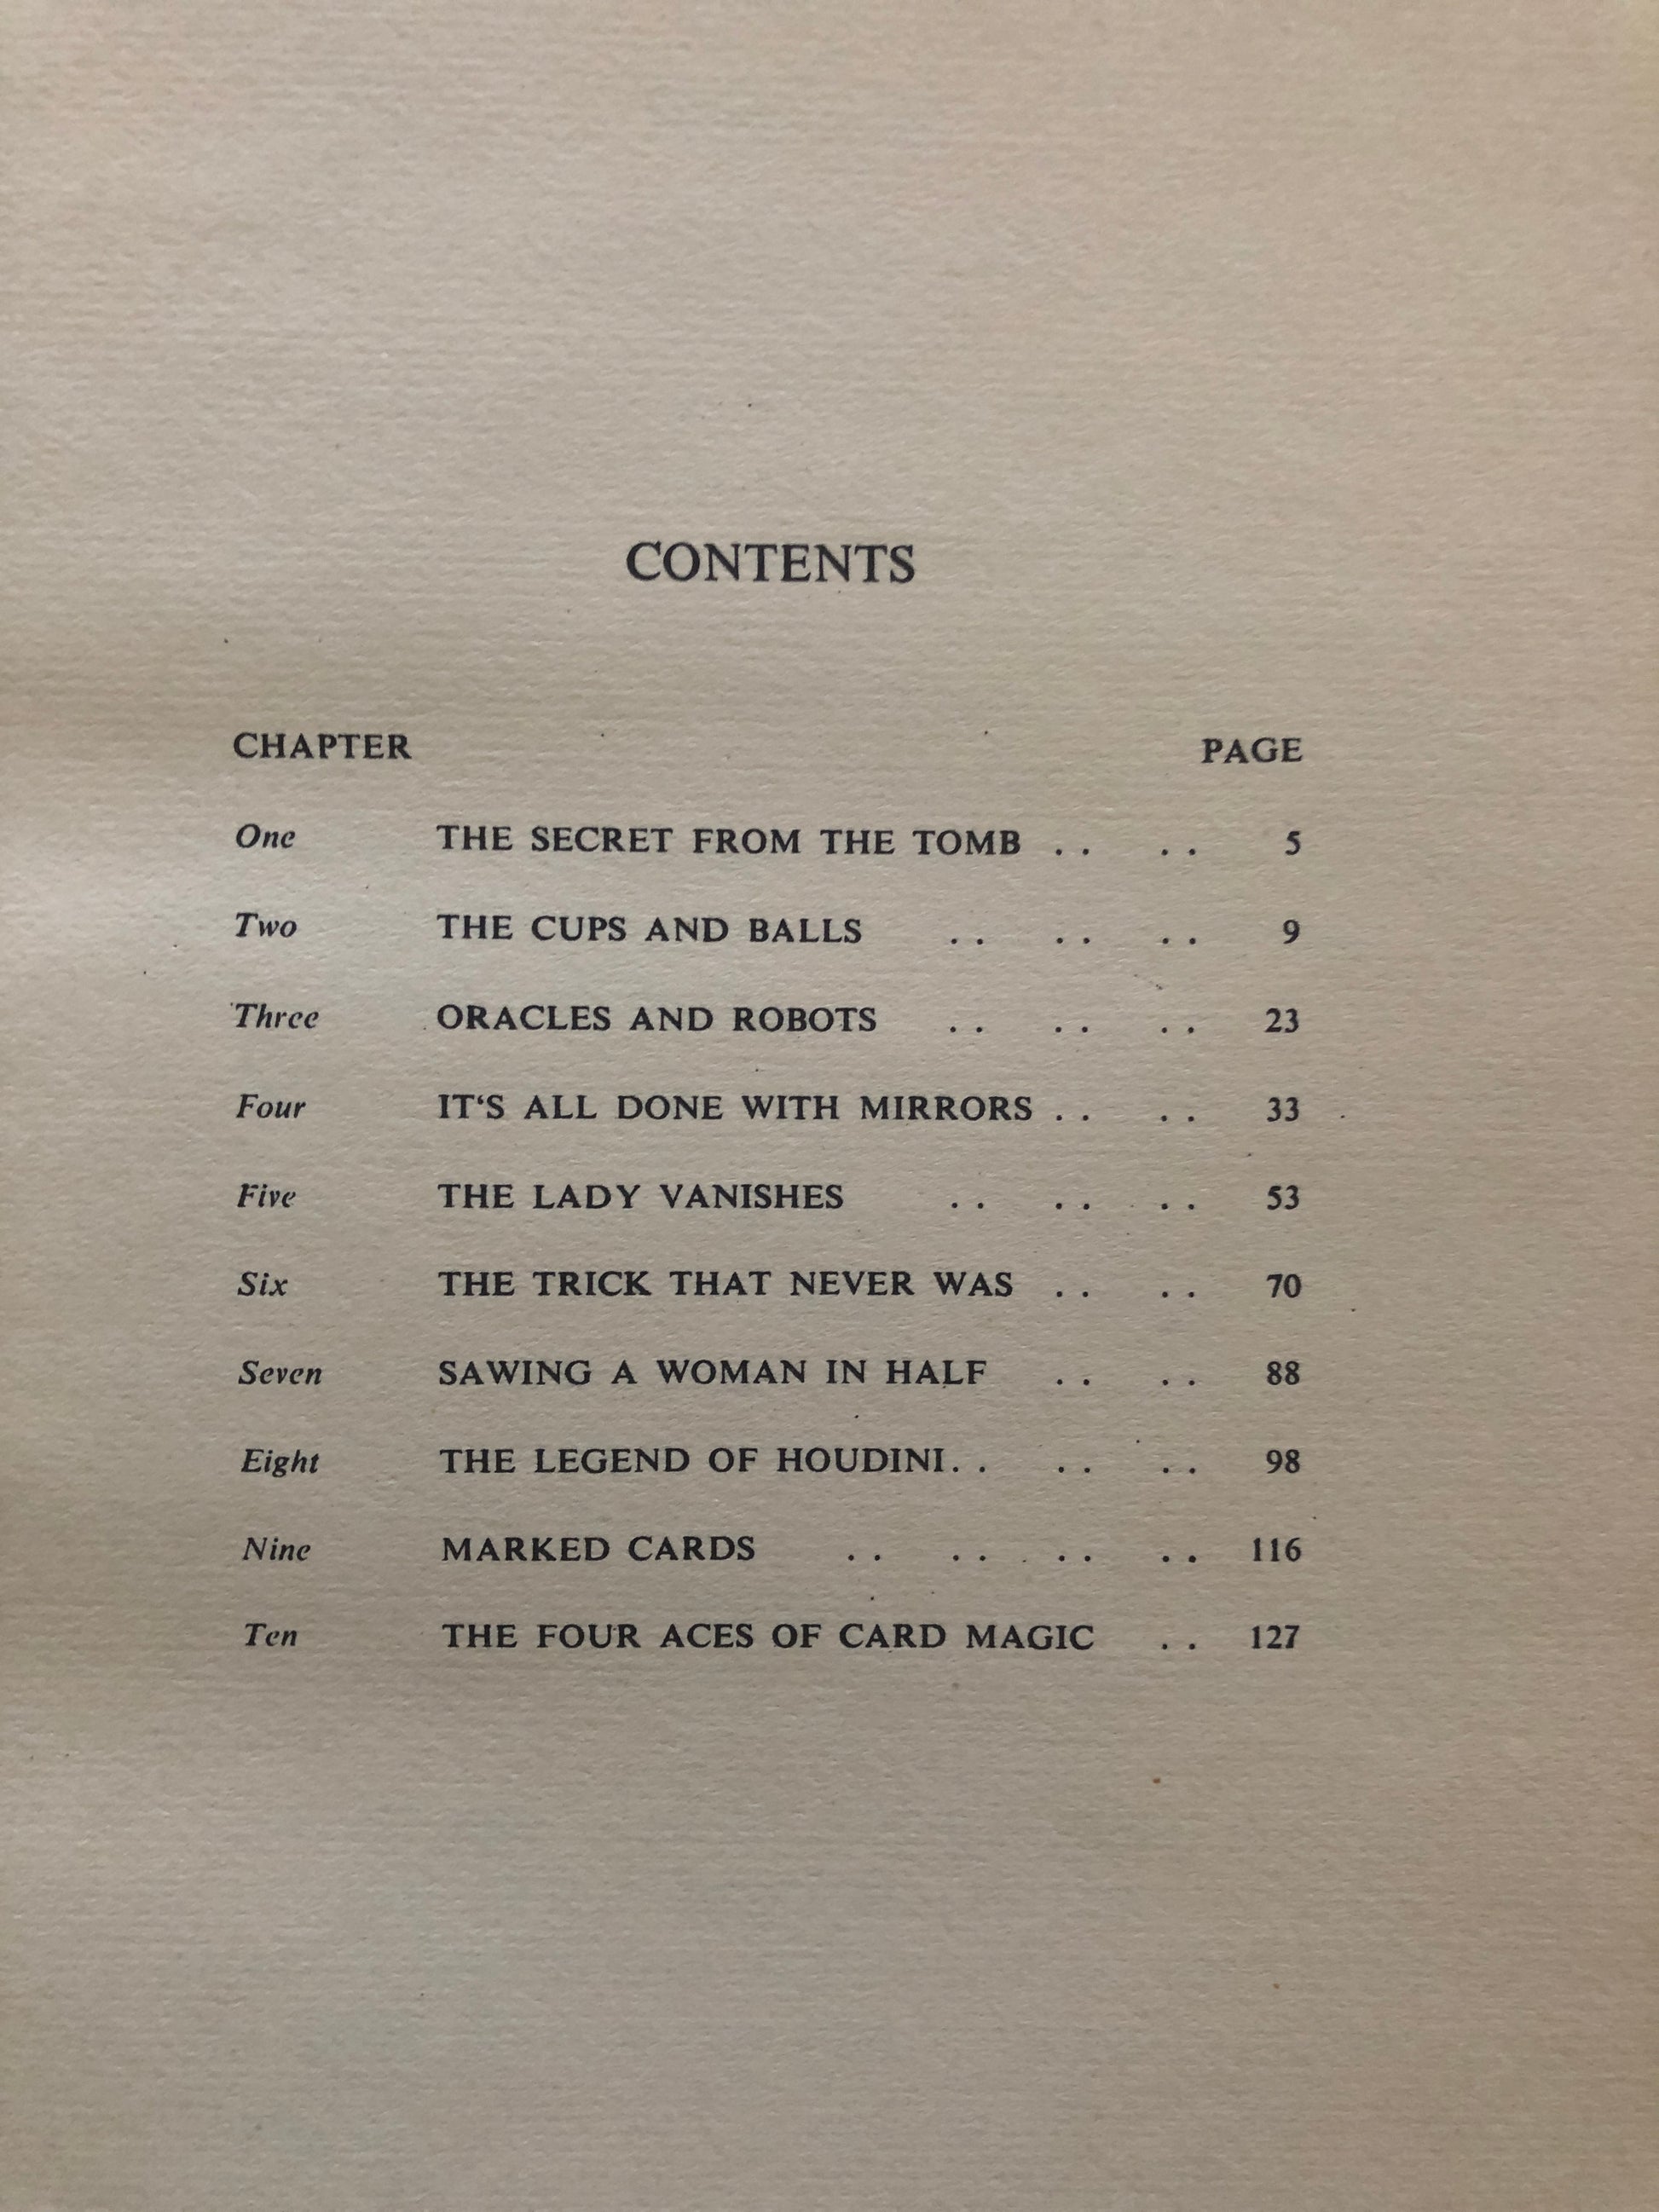 CONTENTS
CHAPTER PAGE
One THE SECRET FROM THE TOMB .. .. 5
Two THE CUPS AND BALLS .. .. .. 9
Three ORACLES AND ROBOTS .. .. .. 23
Four IT‘S ALL DONE WITH MIRRORS .. .. 33
Five THE LADY VANISHES .. .. .. 53
Six THE TRICK THAT NEVER WAS .. .. 70
Seven SAWING A WOMAN IN HALF .. .. 88
Eight THE LEGEND OF HOUDINI .. .. .. 98
Nine MARKED CARDS .. .. .. .. 116
Ten THE FOUR ACES OF CARD MAGIC .. 127